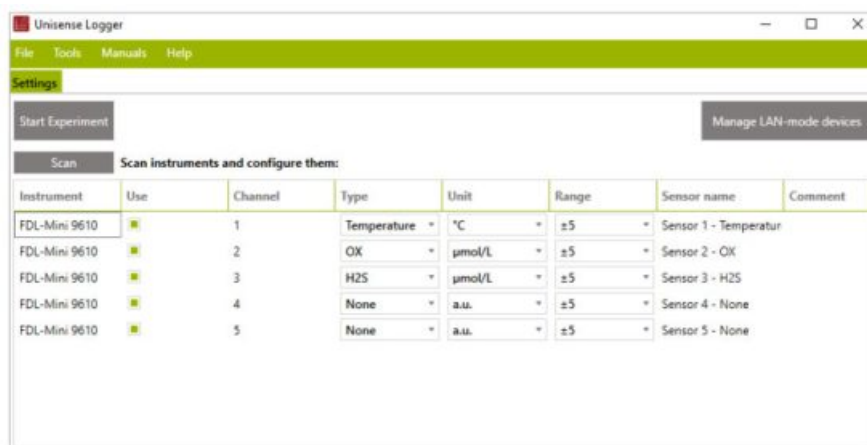 Unisense Logger
File Tools Manuals Help
Settings
Start Experiment
Manage LAN-mode devices
Scan Scan instruments and configure them:
Instrument Use Channel Type Unit Range Sensor name Comment
FDL-Mini 9610 1 Temperature °C ±5 Sensor 1 - Temperatur
FDL-Mini 9610 2 OX µmol/L ±5 Sensor 2 - OX
FDL-Mini 9610 3 H2S µmol/L ±5 Sensor 3 - H2S
FDL-Mini 9610 4 None a.u. ±5 Sensor 4 - None
FDL-Mini 9610 5 None a.u. ±5 Sensor 5 - None